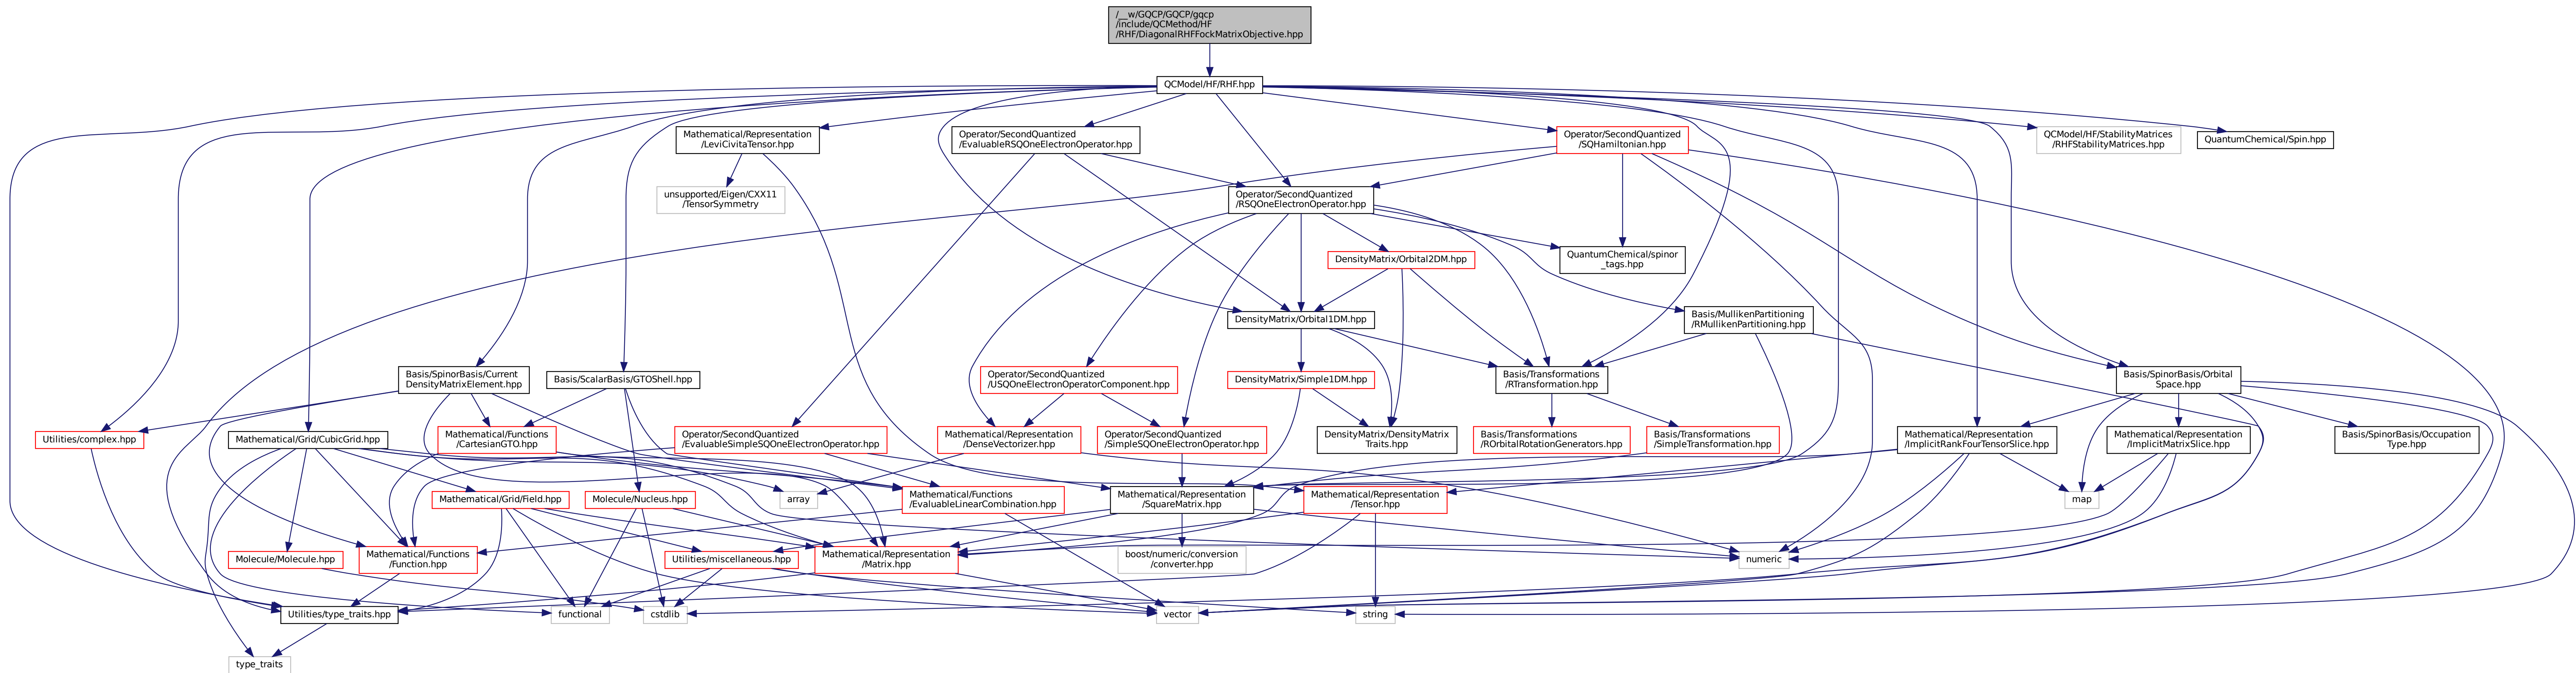 /__w/GQCP/GQCP/gqcp
/include/QCMethod/HF
/RHF/DiagonalRHFFockMatrixObjective.hpp
QCModel/HF/RHF.hpp
Mathematical/Representation
/LeviCivitaTensor.hpp
Operator/SecondQuantized
/EvaluableRSQOneElectronOperator.hpp
Operator/SecondQuantized
/SQHamiltonian.hpp
QCModel/HF/StabilityMatrices
/RHFStabilityMatrices.hpp
QuantumChemical/Spin.hpp
unsupported/Eigen/CXX11
/TensorSymmetry
Operator/SecondQuantized
/RSQOneElectronOperator.hpp
DensityMatrix/Orbital2DM.hpp
QuantumChemical/spinor
_tags.hpp
DensityMatrix/Orbital1DM.hpp
Basis/MullikenPartitioning
/RMullikenPartitioning.hpp
Basis/SpinorBasis/Current
DensityMatrixElement.hpp
Basis/ScalarBasis/GTOShell.hpp
Operator/SecondQuantized
/USQOneElectronOperatorComponent.hpp
DensityMatrix/Simple1DM.hpp
Basis/Transformations
/RTransformation.hpp
Basis/SpinorBasis/Orbital
Space.hpp
Utilities/complex.hpp
Mathematical/Grid/CubicGrid.hpp
Mathematical/Functions
/CartesianGTO.hpp
Operator/SecondQuantized
/EvaluableSimpleSQOneElectronOperator.hpp
Mathematical/Representation
/DenseVectorizer.hpp
Operator/SecondQuantized
/SimpleSQOneElectronOperator.hpp
DensityMatrix/DensityMatrix
Traits.hpp
Basis/Transformations
/ROrbitalRotationGenerators.hpp
Basis/Transformations
/SimpleTransformation.hpp
Mathematical/Representation
/ImplicitRankFourTensorSlice.hpp
Mathematical/Representation
/ImplicitMatrixSlice.hpp
Basis/SpinorBasis/Occupation
Type.hpp
Mathematical/Grid/Field.hpp
Molecule/Nucleus.hpp
array
Mathematical/Functions
/EvaluableLinearCombination.hpp
Mathematical/Representation
/SquareMatrix.hpp
Mathematical/Representation
/Tensor.hpp
map
Molecule/Molecule.hpp
Mathematical/Functions
/Function.hpp
Utilities/miscellaneous.hpp
Mathematical/Representation
/Matrix.hpp
boost/numeric/conversion
/converter.hpp
numeric
Utilities/type_traits.hpp
functional
cstdlib
vector
string
type_traits